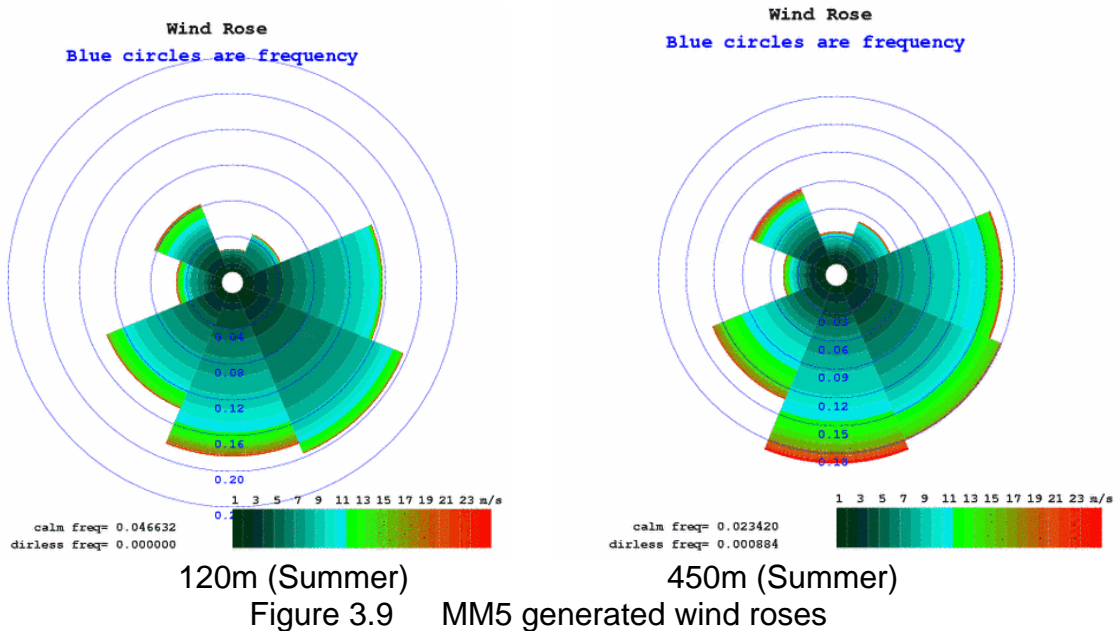 Wind Rose
Blue circles are frequency
0.04
0.08
0.12
0.16
0.20
1 3 5 7 9 11 13 15 17 19 21 23 m/s
calm freq= 0.046632
dirless freq= 0.000000
120m (Summer)
Wind Rose
Blue circles are frequency
0.03
0.06
0.09
0.12
0.15
0.18
1 3 5 7 9 11 13 15 17 19 21 23 m/s
calm freq= 0.023420
dirless freq= 0.000884
450m (Summer)
Figure 3.9 MM5 generated wind roses